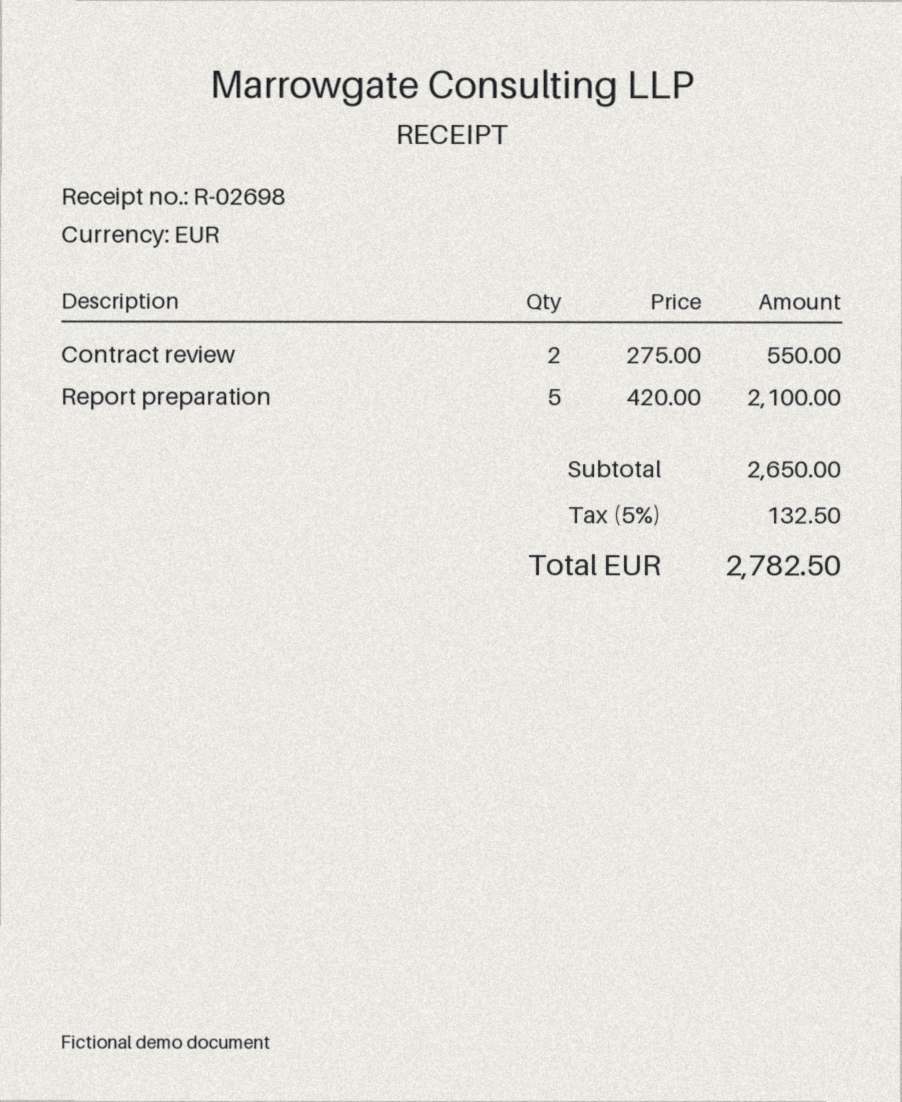 Marrowgate Consulting LLP
RECEIPT
Receipt no.: R-02698
Currency: EUR
Description Qty Price Amount
Contract review 2 275.00 550.00
Report preparation 5 420.00 2,100.00
Subtotal 2,650.00
Tax (5%) 132.50
Total EUR 2,782.50
Fictional demo document